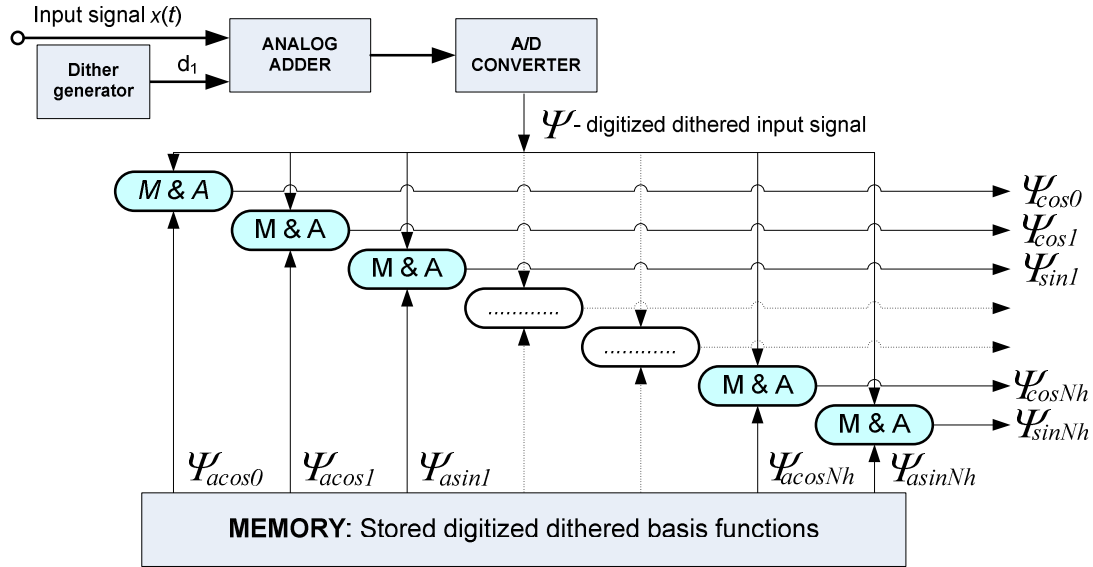 Input signal x(t)
Dither
generator
d1
ANALOG
ADDER
A/D
CONVERTER
Ψ - digitized dithered input signal
M & A
Ψcos0
M & A
Ψcos1
M & A
Ψsin1
............
............
M & A
ΨcosNh
M & A
ΨsinNh
Ψacos0
Ψacos1
Ψasin1
ΨacosNh
ΨasinNh
MEMORY: Stored digitized dithered basis functions